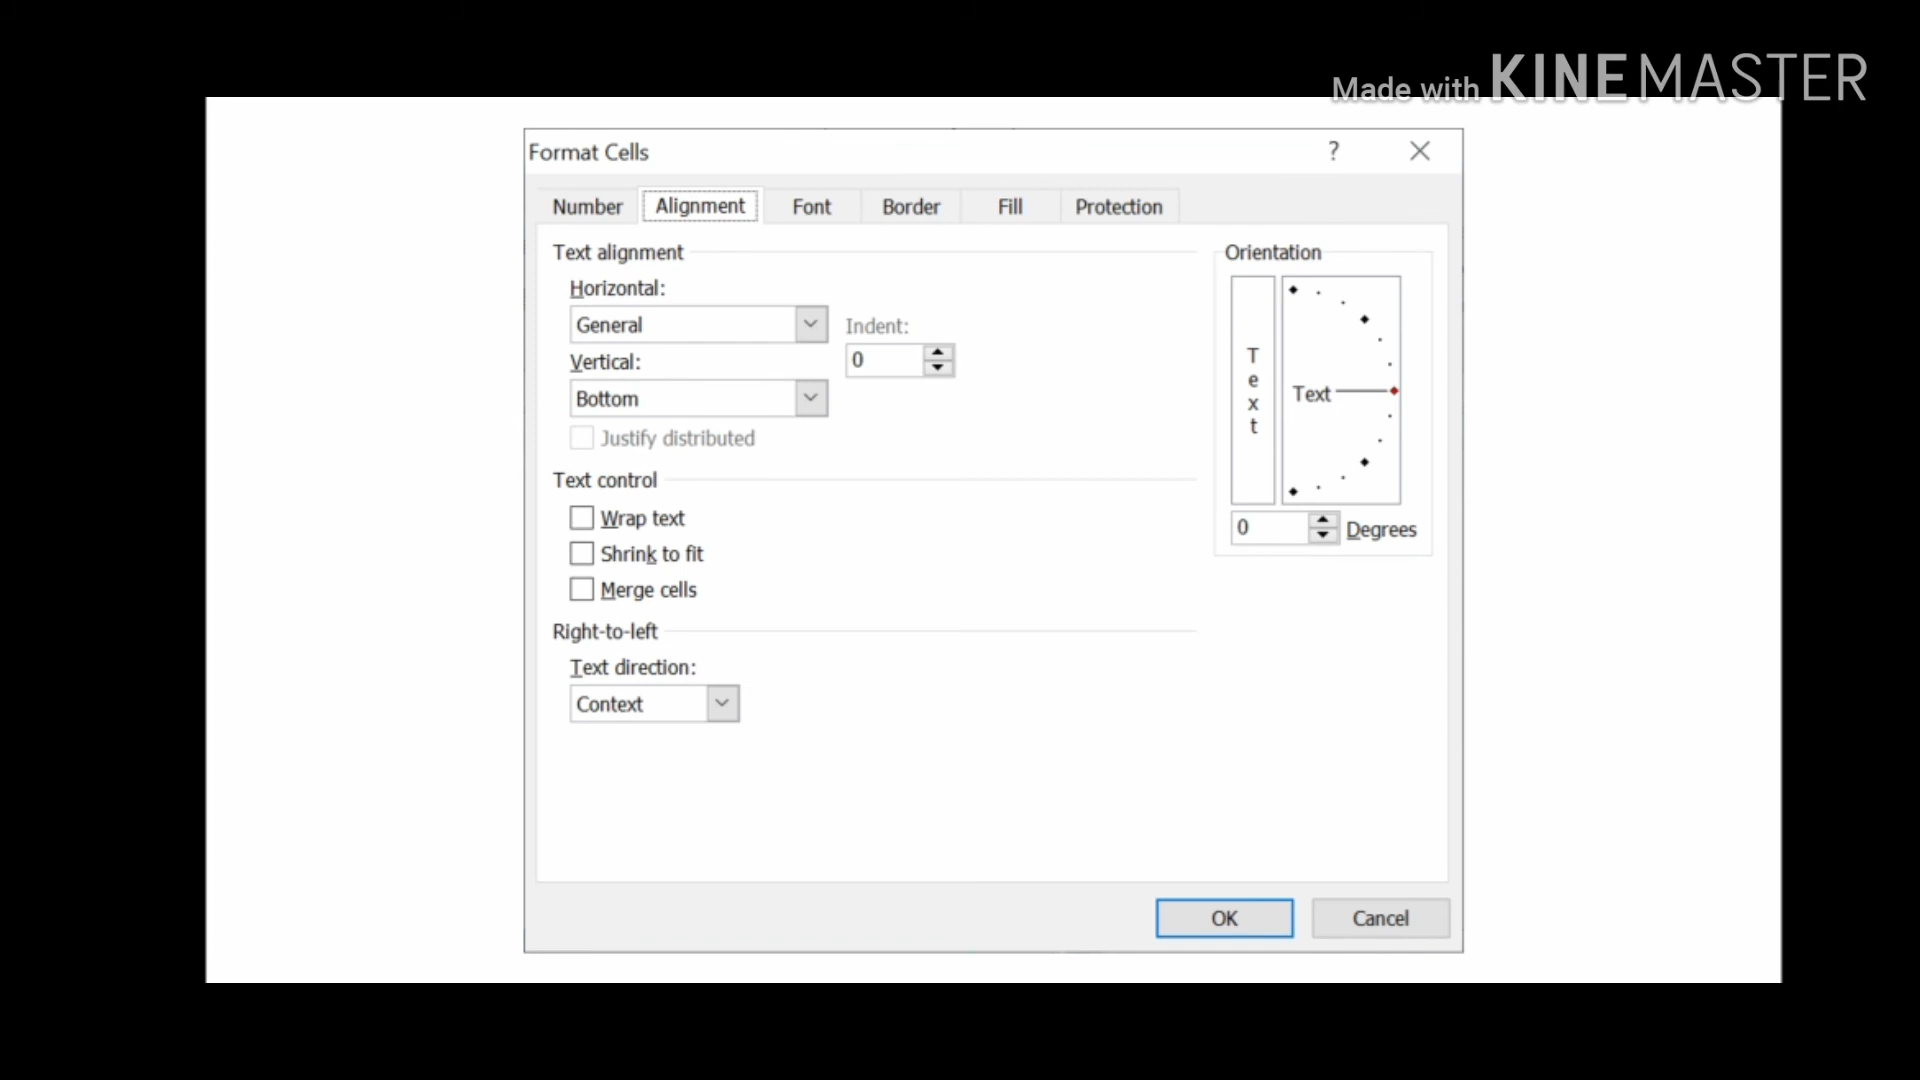 Made with KINEMASTER
Format Cells ?
Number Alignment Font Border Fill Protection
Text alignment
Horizontal:
General
Indent:
0
Vertical:
Bottom
Justify distributed
Text control
Wrap text
Shrink to fit
Merge cells
Right-to-left
Text direction:
Context
Orientation
Text
Text
0 Degrees
OK Cancel